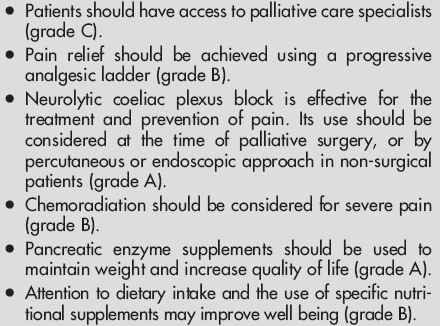 • Patients should have access to palliative care specialists
(grade C).
• Pain relief should be achieved using a progressive
analgesic ladder (grade B).
• Neurolytic coeliac plexus block is effective for the
treatment and prevention of pain. Its use should be
considered at the time of palliative surgery, or by
percutaneous or endoscopic approach in non-surgical
patients (grade A).
• Chemoradiation should be considered for severe pain
(grade B).
• Pancreatic enzyme supplements should be used to
maintain weight and increase quality of life (grade A).
• Attention to dietary intake and the use of specific nutri-
tional supplements may improve well being (grade B).